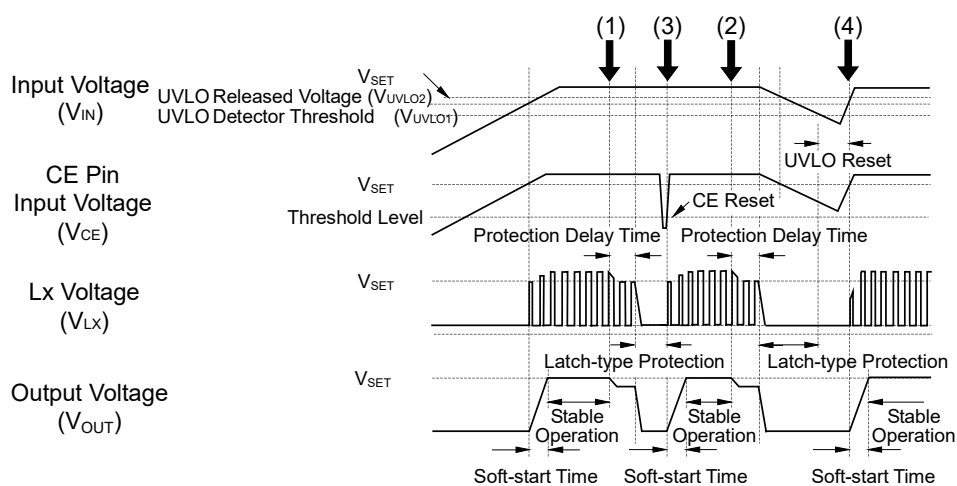 (1) (3) (2) (4)
Input Voltage
(VIN)
VSET
UVLO Released Voltage (VUVLO2)
UVLO Detector Threshold (VUVLO1)
UVLO Reset
CE Pin
Input Voltage
(VCE)
VSET
Threshold Level
CE Reset
Protection Delay Time Protection Delay Time
Lx Voltage
(VLX)
VSET
Latch-type Protection Latch-type Protection
Output Voltage
(VOUT)
VSET
Stable Operation
Stable Operation
Stable Operation
Soft-start Time Soft-start Time Soft-start Time